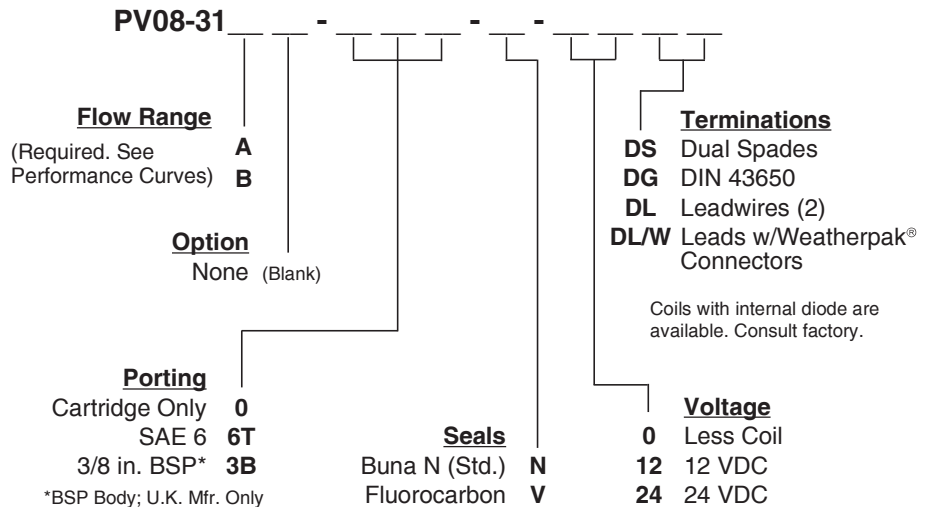 PV08-31__ __ - __ __ __ - __ - __ __ __ __
Flow Range
(Required. See
Performance Curves)
A
B
Option
None (Blank)
Porting
Cartridge Only 0
SAE 6 6T
3/8 in. BSP* 3B
*BSP Body; U.K. Mfr. Only
Seals
Buna N (Std.) N
Fluorocarbon V
Terminations
DS Dual Spades
DG DIN 43650
DL Leadwires (2)
DL/W Leads w/Weatherpak®
Connectors
Coils with internal diode are
available. Consult factory.
Voltage
0 Less Coil
12 12 VDC
24 24 VDC